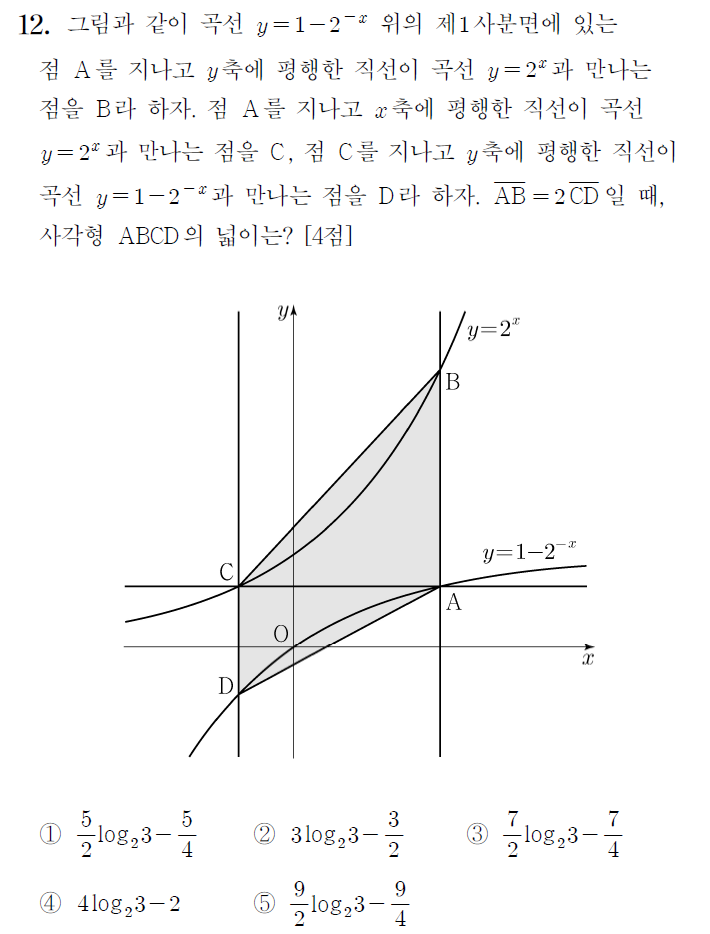 12. 그림과 같이 곡선 y=1-2^{-x} 위의 제1사분면에 있는
점 A를 지나고 y축에 평행한 직선이 곡선 y=2^x과 만나는
점을 B라 하자. 점 A를 지나고 x축에 평행한 직선이 곡선
y=2^x과 만나는 점을 C, 점 C를 지나고 y축에 평행한 직선이
곡선 y=1-2^{-x}과 만나는 점을 D라 하자. \overline{AB}=2\overline{CD}일 때,
사각형 ABCD의 넓이는? [4점]
y
y=2^x
B
y=1-2^{-x}
C
A
O
x
D
① \frac{5}{2}log_2 3-\frac{5}{4} ② 3log_2 3-\frac{3}{2} ③ \frac{7}{2}log_2 3-\frac{7}{4}
④ 4log_2 3-2 ⑤ \frac{9}{2}log_2 3-\frac{9}{4}